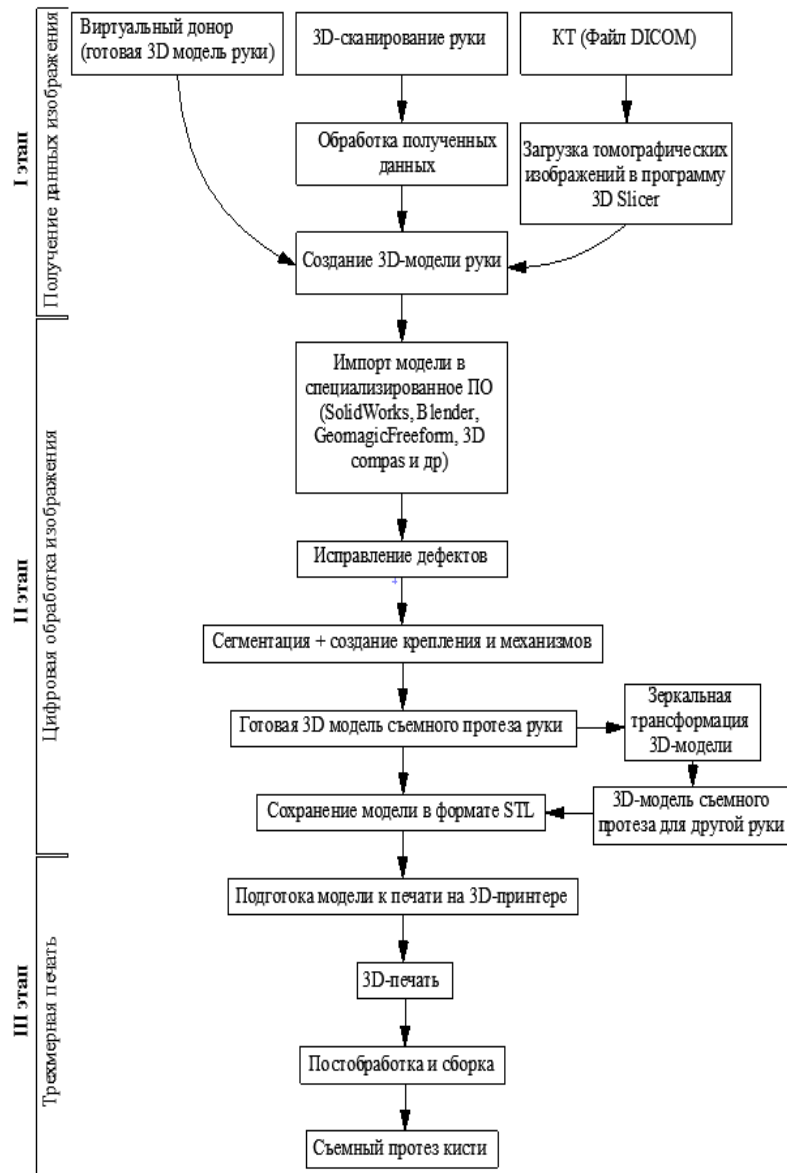 Виртуальный донор
(готовая 3D модель руки)
3D-сканирование руки
КТ (Файл DICOM)
Обработка полученных
данных
Загрузка томографических
изображений в программу
3D Slicer
Создание 3D-модели руки
I этап
Получение данных изображения
Импорт модели в
специализированное ПО
(SolidWorks, Blender,
GeomagicFreeform, 3D
compas и др)
Исправление дефектов
Сегментация + создание крепления и механизмов
Готовая 3D модель съемного протеза руки
Зеркальная
трансформация
3D-модели
Сохранение модели в формате STL
3D-модель съемного
протеза для другой руки
II этап
Цифровая обработка изображения
Подготока модели к печати на 3D-принтере
3D-печать
Постобработка и сборка
Съемный протез кисти
III этап
Трехмерная печать